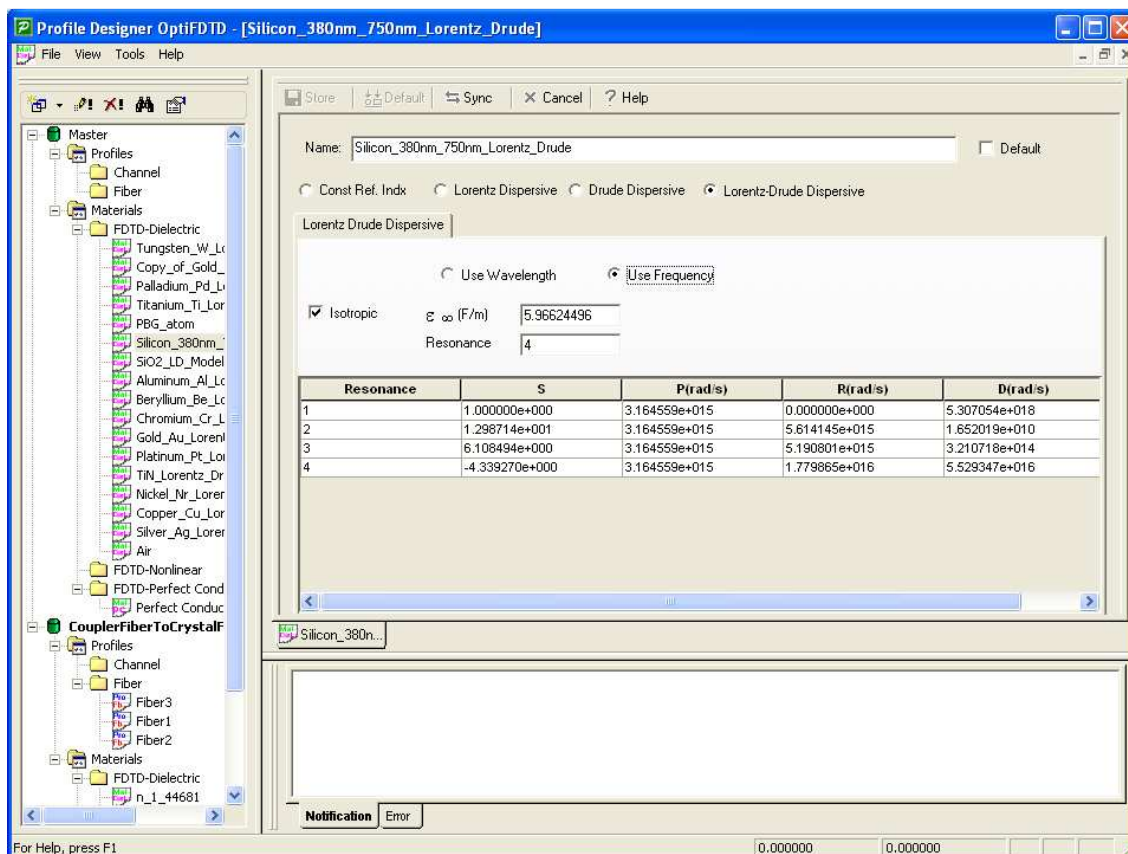 Profile Designer OptiFDTD - [Silicon_380nm_750nm_Lorentz_Drude]
File View Tools Help
Master
Profiles
Channel
Fiber
Materials
FDTD-Dielectric
Tungsten_W_Lo
Copy_of_Gold_
Palladium_Pd_L
Titanium_Ti_Lor
PBG_atom
Silicon_380nm_
SiO2_LD_Model
Aluminum_Al_Lo
Beryllium_Be_Lo
Chromium_Cr_L
Gold_Au_Loren
Platinum_Pt_Lo
TiN_Lorentz_Dr
Nickel_Nr_Loren
Copper_Cu_Lor
Silver_Ag_Loren
Air
FDTD-Nonlinear
FDTD-Perfect Cond
Perfect Conduc
CouplerFiberToCrystalF
Profiles
Channel
Fiber
Fiber3
Fiber1
Fiber2
Materials
FDTD-Dielectric
n_1_44681
Store Default Sync Cancel ? Help
Name: Silicon_380nm_750nm_Lorentz_Drude Default
Const Ref. Indx Lorentz Dispersive Drude Dispersive Lorentz-Drude Dispersive
Lorentz Drude Dispersive
Use Wavelength Use Frequency
Isotropic ε ∞ (F/m) 5.96624496
Resonance 4
Resonance S P(rad/s) R(rad/s) D(rad/s)
1 1.000000e+000 3.164559e+015 0.000000e+000 5.307054e+018
2 1.298714e+001 3.164559e+015 5.614145e+015 1.652019e+010
3 6.108494e+000 3.164559e+015 5.190801e+015 3.210718e+014
4 -4.339270e+000 3.164559e+015 1.779865e+016 5.529347e+016
Silicon_380n...
Notification Error
For Help, press F1 0.000000 0.000000